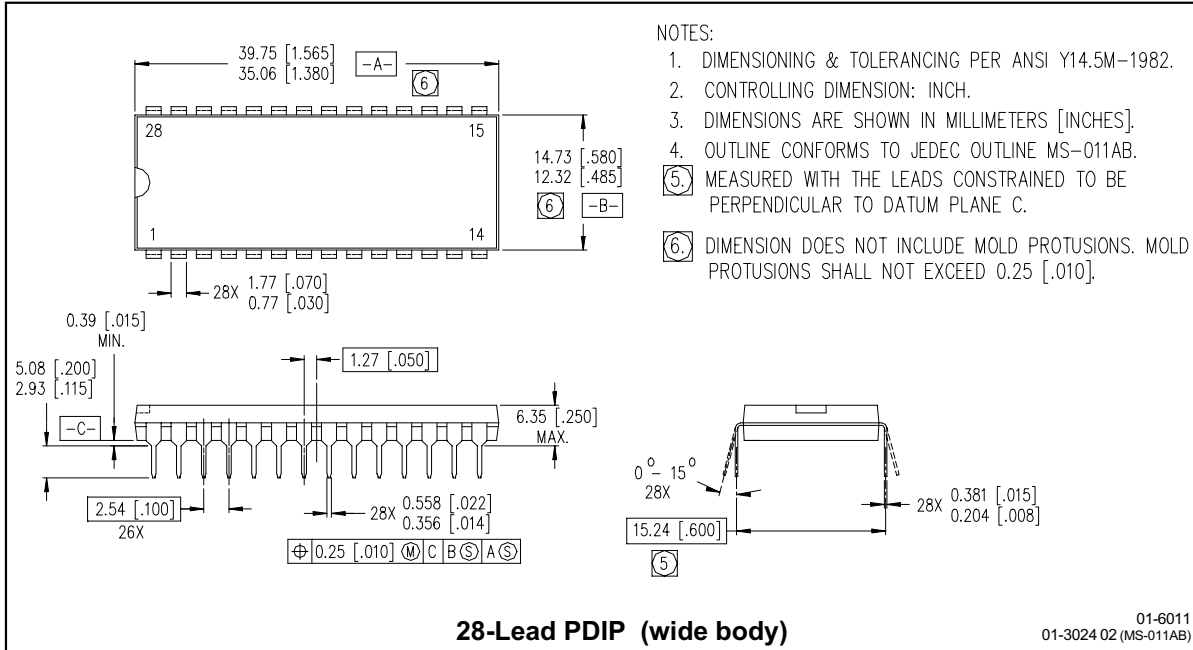 39.75 [1.565]
35.06 [1.380]
-A-
6
28
15
1
14
14.73 [.580]
12.32 [.485]
6
-B-
28X 1.77 [.070]
0.77 [.030]
NOTES:
1. DIMENSIONING & TOLERANCING PER ANSI Y14.5M-1982.
2. CONTROLLING DIMENSION: INCH.
3. DIMENSIONS ARE SHOWN IN MILLIMETERS [INCHES].
4. OUTLINE CONFORMS TO JEDEC OUTLINE MS-011AB.
5. MEASURED WITH THE LEADS CONSTRAINED TO BE
PERPENDICULAR TO DATUM PLANE C.
6. DIMENSION DOES NOT INCLUDE MOLD PROTUSIONS. MOLD
PROTUSIONS SHALL NOT EXCEED 0.25 [.010].
0.39 [.015]
MIN.
5.08 [.200]
2.93 [.115]
-C-
1.27 [.050]
6.35 [.250]
MAX.
2.54 [.100]
26X
28X 0.558 [.022]
0.356 [.014]
⌖ 0.25 [.010] Ⓜ C B Ⓢ A Ⓢ
0°- 15°
28X
15.24 [.600]
5
28X 0.381 [.015]
0.204 [.008]
28-Lead PDIP (wide body)
01-6011
01-3024 02 (MS-011AB)